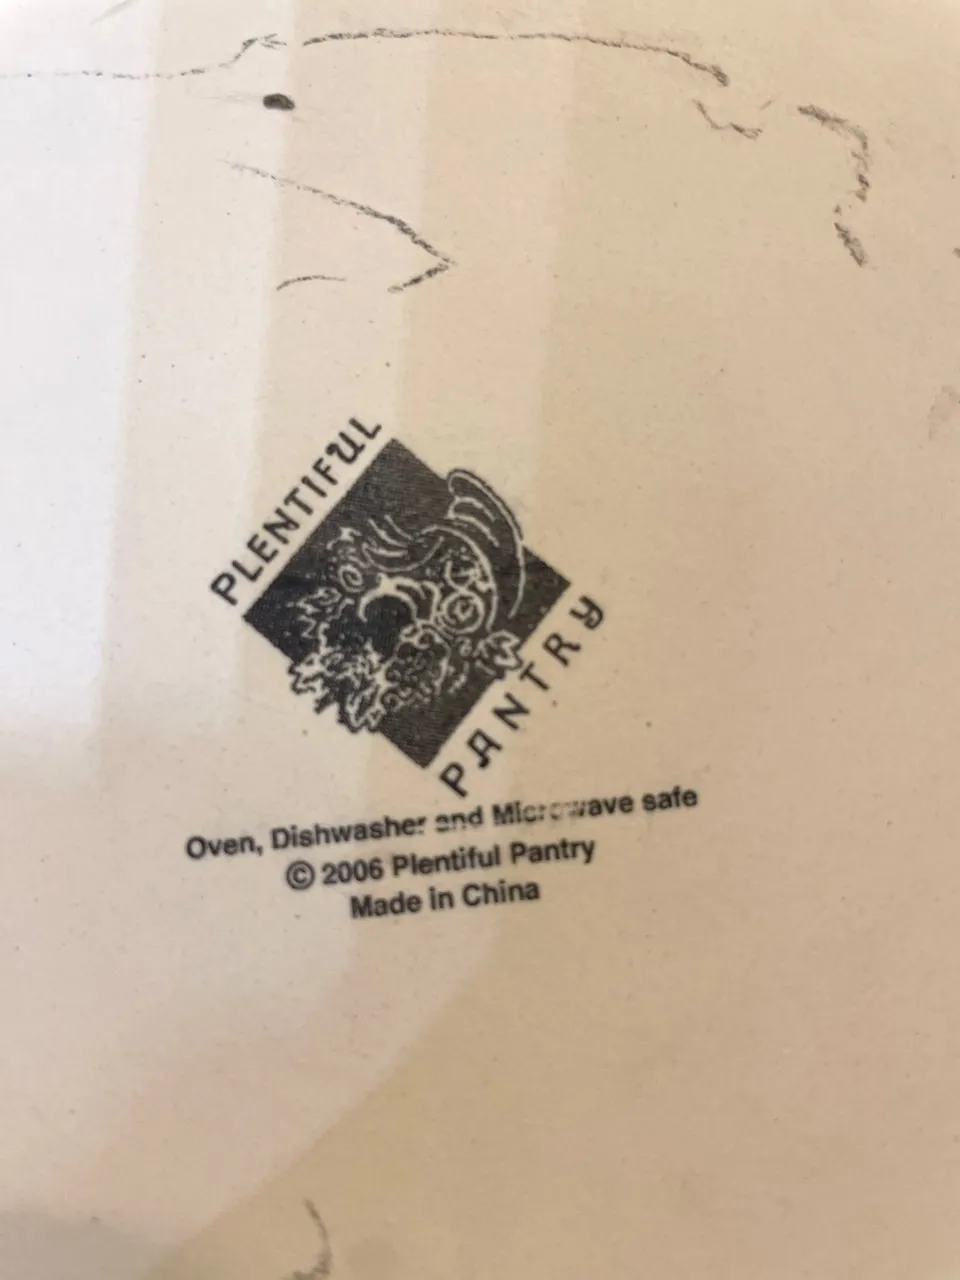 PLENTIFUL
PANTRY
Oven, Dishwasher and Microwave safe
© 2006 Plentiful Pantry
Made in China